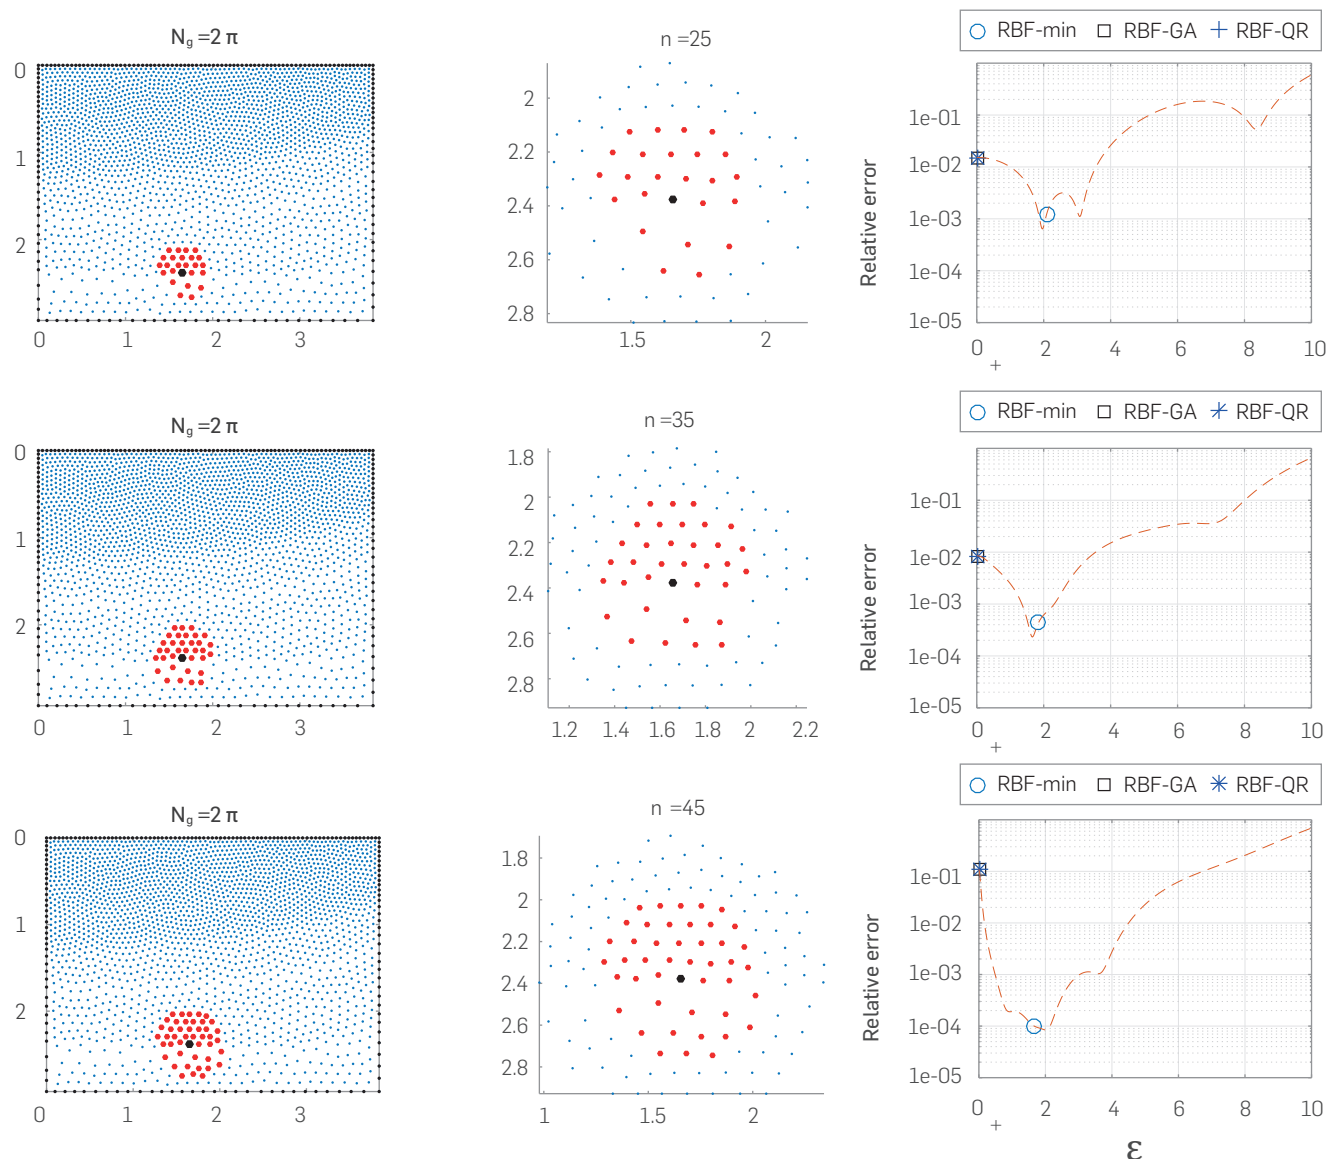 N_g =2 π
0
1
2
0 1 2 3
n =25
2
2.2
2.4
2.6
2.8
1.5 2
RBF-min RBF-GA RBF-QR
Relative error
1e-01
1e-02
1e-03
1e-04
1e-05
0 2 4 6 8 10
+
N_g =2 π
0
1
2
0 1 2 3
n =35
1.8
2
2.2
2.4
2.6
2.8
1.2 1.4 1.6 1.8 2 2.2
RBF-min RBF-GA RBF-QR
Relative error
1e-01
1e-02
1e-03
1e-04
1e-05
0 2 4 6 8 10
+
N_g =2 π
0
1
2
0 1 2 3
n =45
1.8
2
2.2
2.4
2.6
2.8
1 1.5 2
RBF-min RBF-GA RBF-QR
Relative error
1e-01
1e-02
1e-03
1e-04
1e-05
0 2 4 6 8 10
+
ε